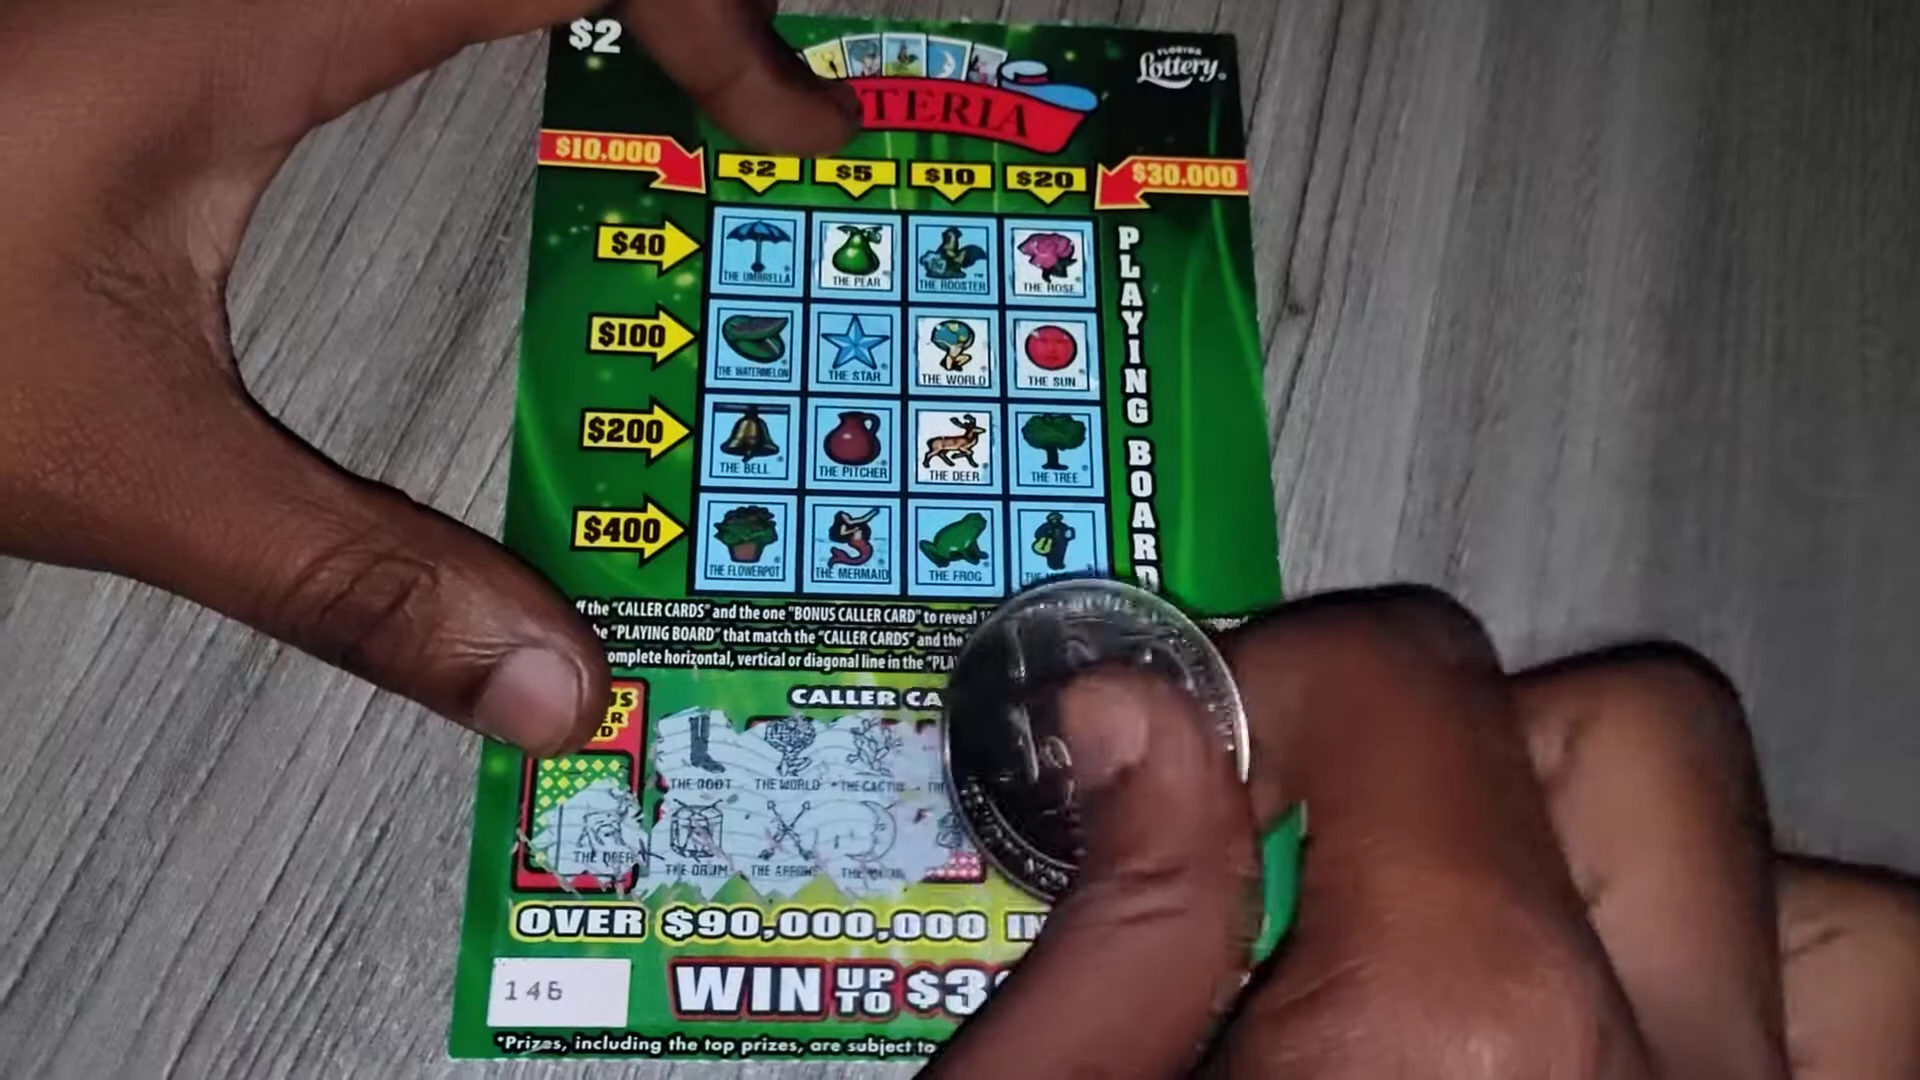 $2
FLORIDA
Lottery
TERIA
$10,000
$2 $5 $10 $20
$30,000
$40
THE UMBRELLA THE PEAR THE ROOSTER THE ROSE
$100
THE WATERMELON THE STAR THE WORLD THE SUN
$200
THE BELL THE PITCHER THE DEER THE TREE
$400
THE FLOWERPOT THE MERMAID THE FROG THE
PLAYING BOARD
the "CALLER CARDS" and the one "BONUS CALLER CARD" to reveal
"PLAYING BOARD" that match the "CALLER CARDS" and the
omplete horizontal, vertical or diagonal line in the "PLA
CALLER CA
THE BOOT THE WORLD THE CACTUS
THE DEER
THE DRUM THE ARROWS THE MOON
OVER $90,000,000 IN
146
WIN UP TO $3
*Prizes, including the top prizes, are subject to